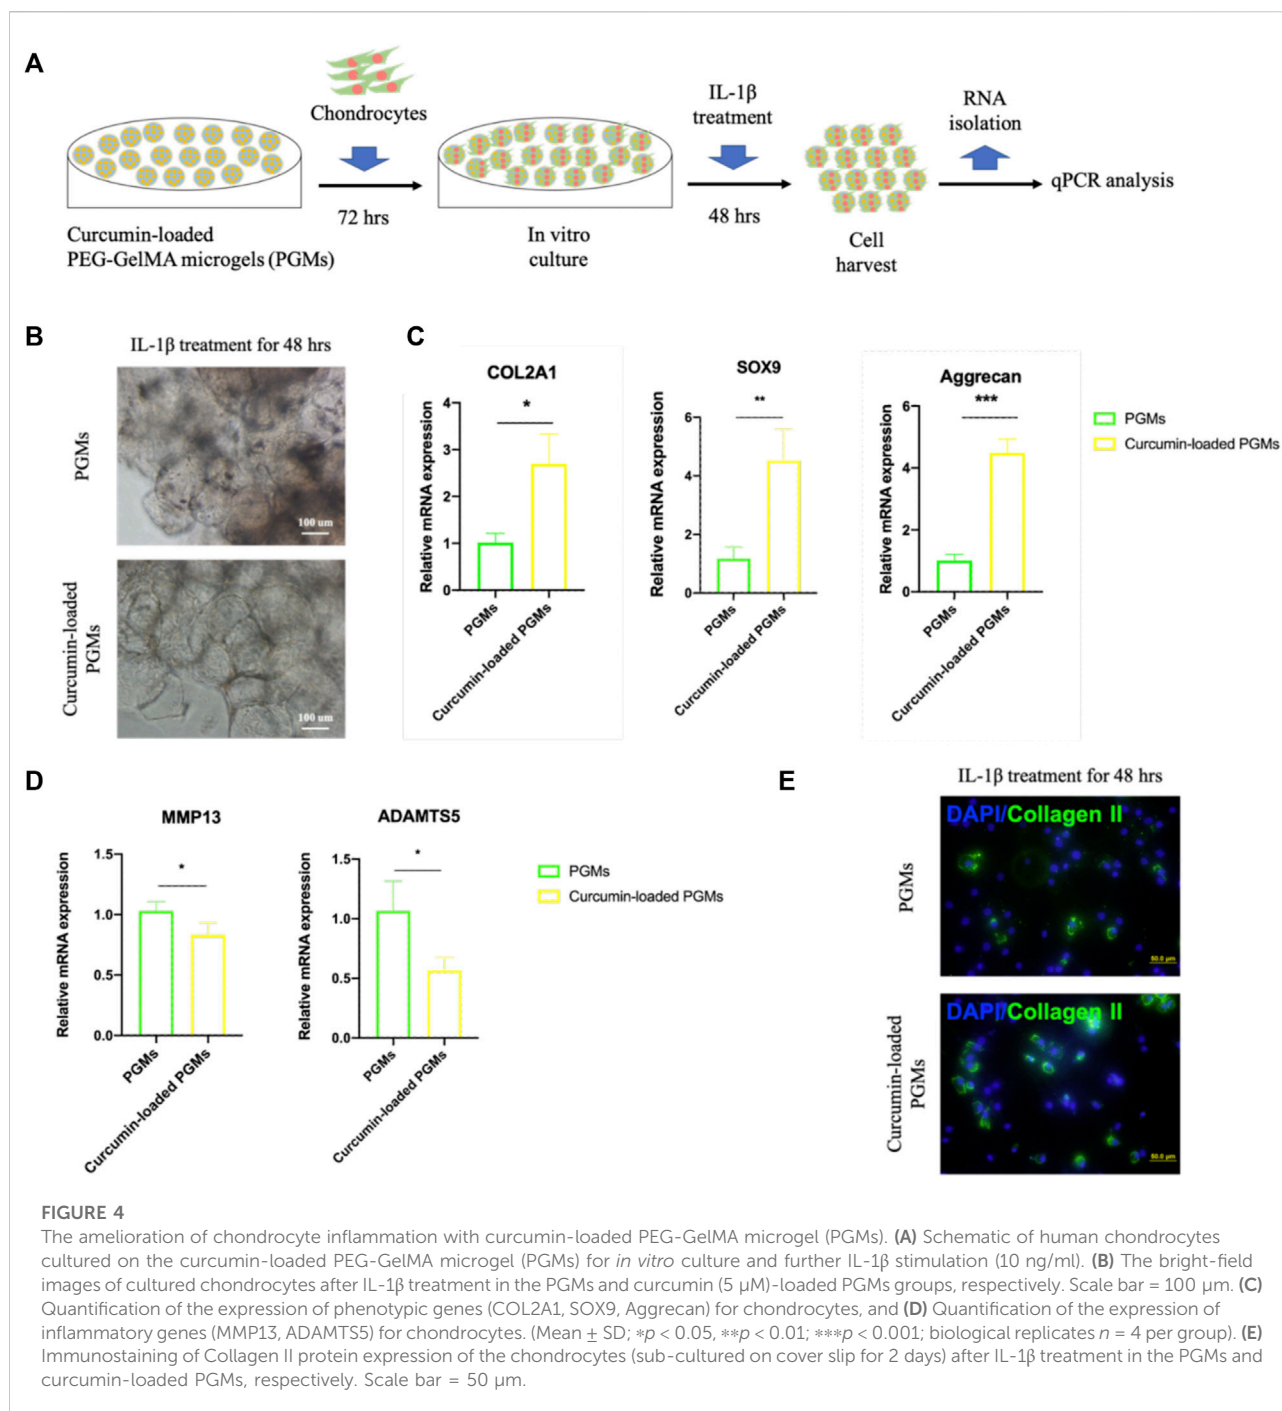 A
Chondrocytes
72 hrs
Curcumin-loaded
PEG-GelMA microgels (PGMs)
In vitro
culture
IL-1β
treatment
48 hrs
Cell
harvest
RNA
isolation
qPCR analysis
B
IL-1β treatment for 48 hrs
PGMs
100 um
Curcumin-loaded
PGMs
100 um
C
COL2A1
*
Relative mRNA expression
4
3
2
1
0
PGMs
Curcumin-loaded PGMs
SOX9
**
Relative mRNA expression
6
4
2
0
PGMs
Curcumin-loaded PGMs
Aggrecan
***
Relative mRNA expression
6
4
2
0
PGMs
Curcumin-loaded PGMs
PGMs
Curcumin-loaded PGMs
D
MMP13
*
Relative mRNA expression
1.5
1.0
0.5
0.0
PGMs
Curcumin-loaded PGMs
ADAMTS5
*
Relative mRNA expression
1.5
1.0
0.5
0.0
PGMs
Curcumin-loaded PGMs
PGMs
Curcumin-loaded PGMs
E
IL-1β treatment for 48 hrs
PGMs
DAPI/Collagen II
50.0 µm
Curcumin-loaded
PGMs
DAPI/Collagen II
50.0 µm
FIGURE 4
The amelioration of chondrocyte inflammation with curcumin-loaded PEG-GelMA microgel (PGMs). (A) Schematic of human chondrocytes
cultured on the curcumin-loaded PEG-GelMA microgel (PGMs) for in vitro culture and further IL-1β stimulation (10 ng/ml). (B) The bright-field
images of cultured chondrocytes after IL-1β treatment in the PGMs and curcumin (5 µM)-loaded PGMs groups, respectively. Scale bar = 100 µm. (C)
Quantification of the expression of phenotypic genes (COL2A1, SOX9, Aggrecan) for chondrocytes, and (D) Quantification of the expression of
inflammatory genes (MMP13, ADAMTS5) for chondrocytes. (Mean ± SD; *p < 0.05, **p < 0.01; ***p < 0.001; biological replicates n = 4 per group). (E)
Immunostaining of Collagen II protein expression of the chondrocytes (sub-cultured on cover slip for 2 days) after IL-1β treatment in the PGMs and
curcumin-loaded PGMs, respectively. Scale bar = 50 µm.